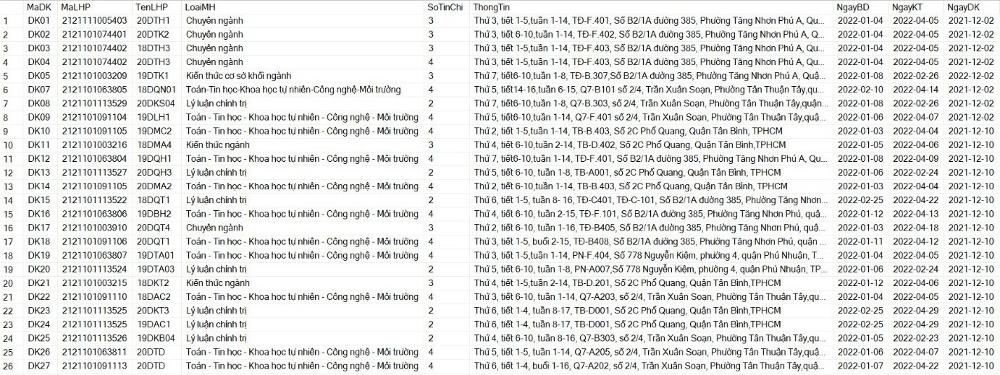 MaDK MaLHP TenLHP LoaiMH SoTinChi ThongTin NgayBD NgayKT NgayDK
1 DK01 2121111005403 20DTH1 Chuyên ngành 3 Thứ 3, tiết 1-5,tuần 1-14, TĐ-F.401, Số B2/1A đường 385, Phường Tăng Nhơn Phú A, Q... 2022-01-04 2022-04-05 2021-12-02
2 DK02 2121101074401 20DTK2 Chuyên ngành 3 Thứ 3, tiết 6-10,tuần 1-14, TĐ-F.402, Số B2/1A đường 385, Phường Tăng Nhơn Phú A, Q... 2022-01-04 2022-04-05 2021-12-02
3 DK03 2121101074402 18DTH3 Chuyên ngành 3 Thứ 3, tiết 1-5,tuần 1-14, TĐ-F.403, Số B2/1A đường 385, Phường Tăng Nhơn Phú A, Q... 2022-01-04 2022-04-05 2021-12-02
4 DK04 2121101074402 20DTH3 Chuyên ngành 4 Thứ 3, tiết 1-5,tuần 1-14, TĐ-F.403, Số B2/1A đường 385, Phường Tăng Nhơn Phú A, Q... 2022-01-04 2022-04-05 2021-12-02
5 DK05 2121101003209 19DTK1 Kiến thức cơ sở khối ngành 3 Thứ 7, tiết6-10,tuần 1-8, TĐ-B.307,Số B2/1A đường 385, Phường Tăng Nhơn Phú A, Quậ... 2022-01-08 2022-02-26 2022-12-02
6 DK07 2121101063805 18DQN01 Toán-Tin học-Khoa học tự nhiên-Công nghệ-Môi trường 4 Thứ 5, tiết14-16,tuần 6-15, Q7-B101 số 2/4, Trần Xuân Soạn, Phường Tân Thuận Tây,quậ... 2022-02-10 2022-04-14 2021-12-02
7 DK08 2121101113529 20DKS04 Lý luận chính trị 2 Thứ 7, tiết6-10,tuần 1-8, Q7-B.303, số 2/4, Trần Xuân Soạn, Phường Tân Thuận Tây,quận... 2022-01-08 2022-02-26 2021-12-02
8 DK09 2121101091104 19DLH1 Toán - Tin học - Khoa học tự nhiên - Công nghệ - Môi trường 4 Thứ 5, tiết6-10,tuần 1-14, Q7-F.401 số 2/4, Trần Xuân Soạn, Phường Tân Thuận Tây,quậ... 2022-01-06 2022-04-07 2021-12-02
9 DK10 2121101091105 19DMC2 Toán - Tin học - Khoa học tự nhiên - Công nghệ - Môi trường 4 Thứ 2, tiết 1-5,tuần 1-14, TB-B.403, Số 2C Phổ Quang, Quận Tân Bình, TPHCM 2022-01-03 2022-04-04 2021-12-10
10 DK11 2121101003216 18DMA4 Kiến thức ngành 3 Thứ 4, tiết 6-10,tuần 2-14, TB-D.402, Số 2C Phổ Quang, Quận Tân Bình,TPHCM 2022-01-05 2022-04-06 2021-12-10
11 DK12 2121101063804 19DQH1 Toán - Tin học - Khoa học tự nhiên - Công nghệ - Môi trường 4 Thứ 7, tiết6-10,tuần 1-14, TĐ-F.401, Số B2/1A đường 385, Phường Tăng Nhơn Phú A, Qu... 2022-01-08 2022-04-09 2021-12-10
12 DK13 2121101113527 20DQH3 Lý luận chính trị 2 Thứ 5, tiết 6-10, tuần 1-8, TB-A001, số 2C Phổ Quang, Quận Tân Bình, TPHCM 2022-01-06 2022-02-24 2021-12-10
13 DK14 2121101091105 20DMA2 Toán - Tin học - Khoa học tự nhiên - Công nghệ - Môi trường 4 Thứ 2, tiết 6-10,tuần 1-14, TB-B.403, Số 2C Phổ Quang, Quận Tân Bình, TPHCM 2022-01-03 2022-04-04 2021-12-10
14 DK15 2121101113522 18DQT1 Lý luận chính trị 2 Thứ 6, tiết 1-5, tuần 8- 16, TĐ-C401, TĐ-C-101, Số B2/1A đường 385, Phường Tăng Nhơn... 2022-02-25 2022-04-22 2021-12-10
15 DK16 2121101063806 19DBH2 Toán - Tin học - Khoa học tự nhiên - Công nghệ - Môi trường 4 Thứ 4, tiết 6-10, tuần 2-15, TĐ-F.101, Số B2/1A đường 385, Phường Tăng Nhơn Phú, quậ... 2022-01-12 2022-04-13 2021-12-10
16 DK17 2121101003910 20DQT4 Chuyên ngành 3 Thứ 2, tiết 6-10, tuần 1-16, TĐ-B405, Số B2/1A đường 385, Phường Tăng Nhơn Phú, quậ... 2022-01-03 2022-04-18 2021-12-10
17 DK18 2121101091106 20DQT1 Toán - Tin học - Khoa học tự nhiên - Công nghệ - Môi trường 4 Thứ 3, tiết 1-5, buổi 2-15, TĐ-B408, Số B2/1A đường 385, Phường Tăng Nhơn Phú, quận ... 2022-01-11 2022-04-12 2021-12-10
18 DK19 2121101063807 19DTA01 Toán - Tin học - Khoa học tự nhiên - Công nghệ - Môi trường 4 Thứ 3, tiết 1-5,tuần 1-14, PN-F.404, Số 778 Nguyễn Kiệm, phường 4, quận Phú Nhuận, T... 2022-01-04 2022-04-05 2021-12-10
19 DK20 2121101113524 19DTA03 Lý luận chính trị 2 Thứ 5, tiết 6-10, tuần 1-8, PN-A007,Số 778 Nguyễn Kiệm, phường 4, quận Phú Nhuận, TP... 2022-01-06 2022-02-24 2021-12-10
20 DK21 2121101003215 18DKT2 Kiến thức ngành 3 Thứ 4, tiết 1-5,tuần 2-14, TB-D.201, Số 2C Phổ Quang, Quận Tân Bình,TPHCM 2022-01-12 2022-04-06 2021-12-10
21 DK22 2121101091110 18DAC2 Toán - Tin học - Khoa học tự nhiên - Công nghệ - Môi trường 4 Thứ 3, tiết 6-10, tuần 1-14, Q7-A203, số 2/4, Trần Xuân Soạn, Phường Tân Thuận Tây,qu... 2022-01-04 2022-04-05 2021-12-10
22 DK23 2121101113525 20DKT3 Lý luận chính trị 2 Thứ 6, tiết 1-4, tuần 8-17, TB-D001, Số 2C Phổ Quang, Quận Tân Bình,TPHCM 2022-02-25 2022-04-29 2021-12-10
23 DK24 2121101113525 19DAC1 Lý luận chính trị 2 Thứ 6, tiết 1-4, tuần 8-17, TB-D001, Số 2C Phổ Quang, Quận Tân Bình,TPHCM 2022-02-25 2022-04-29 2021-12-10
24 DK25 2121101113526 19DKB04 Lý luận chính trị 2 Thứ 4, tiết 6-10, tuần 8-16, Q7-B303, số 2/4, Trần Xuân Soạn, Phường Tân Thuận Tây,qu... 2022-01-05 2022-02-23 2021-12-10
25 DK26 2121101063811 20DTD Toán - Tin học - Khoa học tự nhiên - Công nghệ - Môi trường 4 Thứ 5, tiết 1-5, tuần 1-14, Q7-A205, số 2/4, Trần Xuân Soạn, Phường Tân Thuận Tây,qu... 2022-01-06 2022-04-07 2021-12-10
26 DK27 2121101091113 20DTD Toán - Tin học - Khoa học tự nhiên - Công nghệ - Môi trường 4 Thứ 6, tiết 1-4, buổi 1-16, Q7-A202, số 2/4, Trần Xuân Soạn, Phường Tân Thuận Tây,qu... 2022-01-07 2022-04-22 2021-12-10